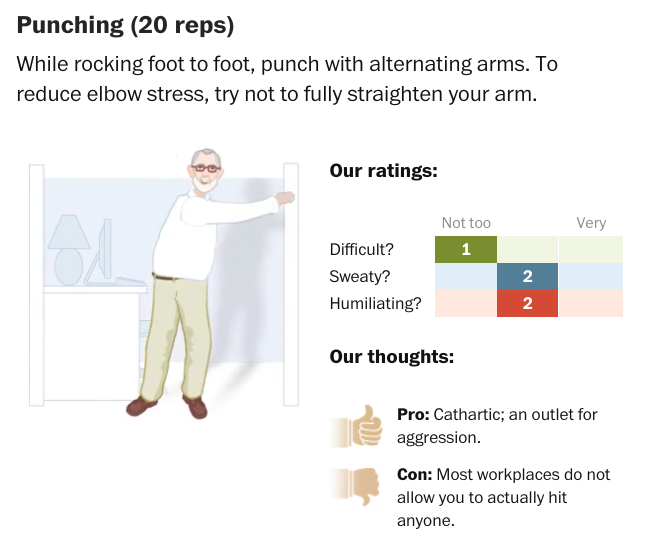 Punching (20 reps)
While rocking foot to foot, punch with alternating arms. To
reduce elbow stress, try not to fully straighten your arm.
Our ratings:
Not too Very
Difficult? 1
Sweaty? 2
Humiliating? 2
Our thoughts:
Pro: Cathartic; an outlet for
aggression.
Con: Most workplaces do not
allow you to actually hit
anyone.